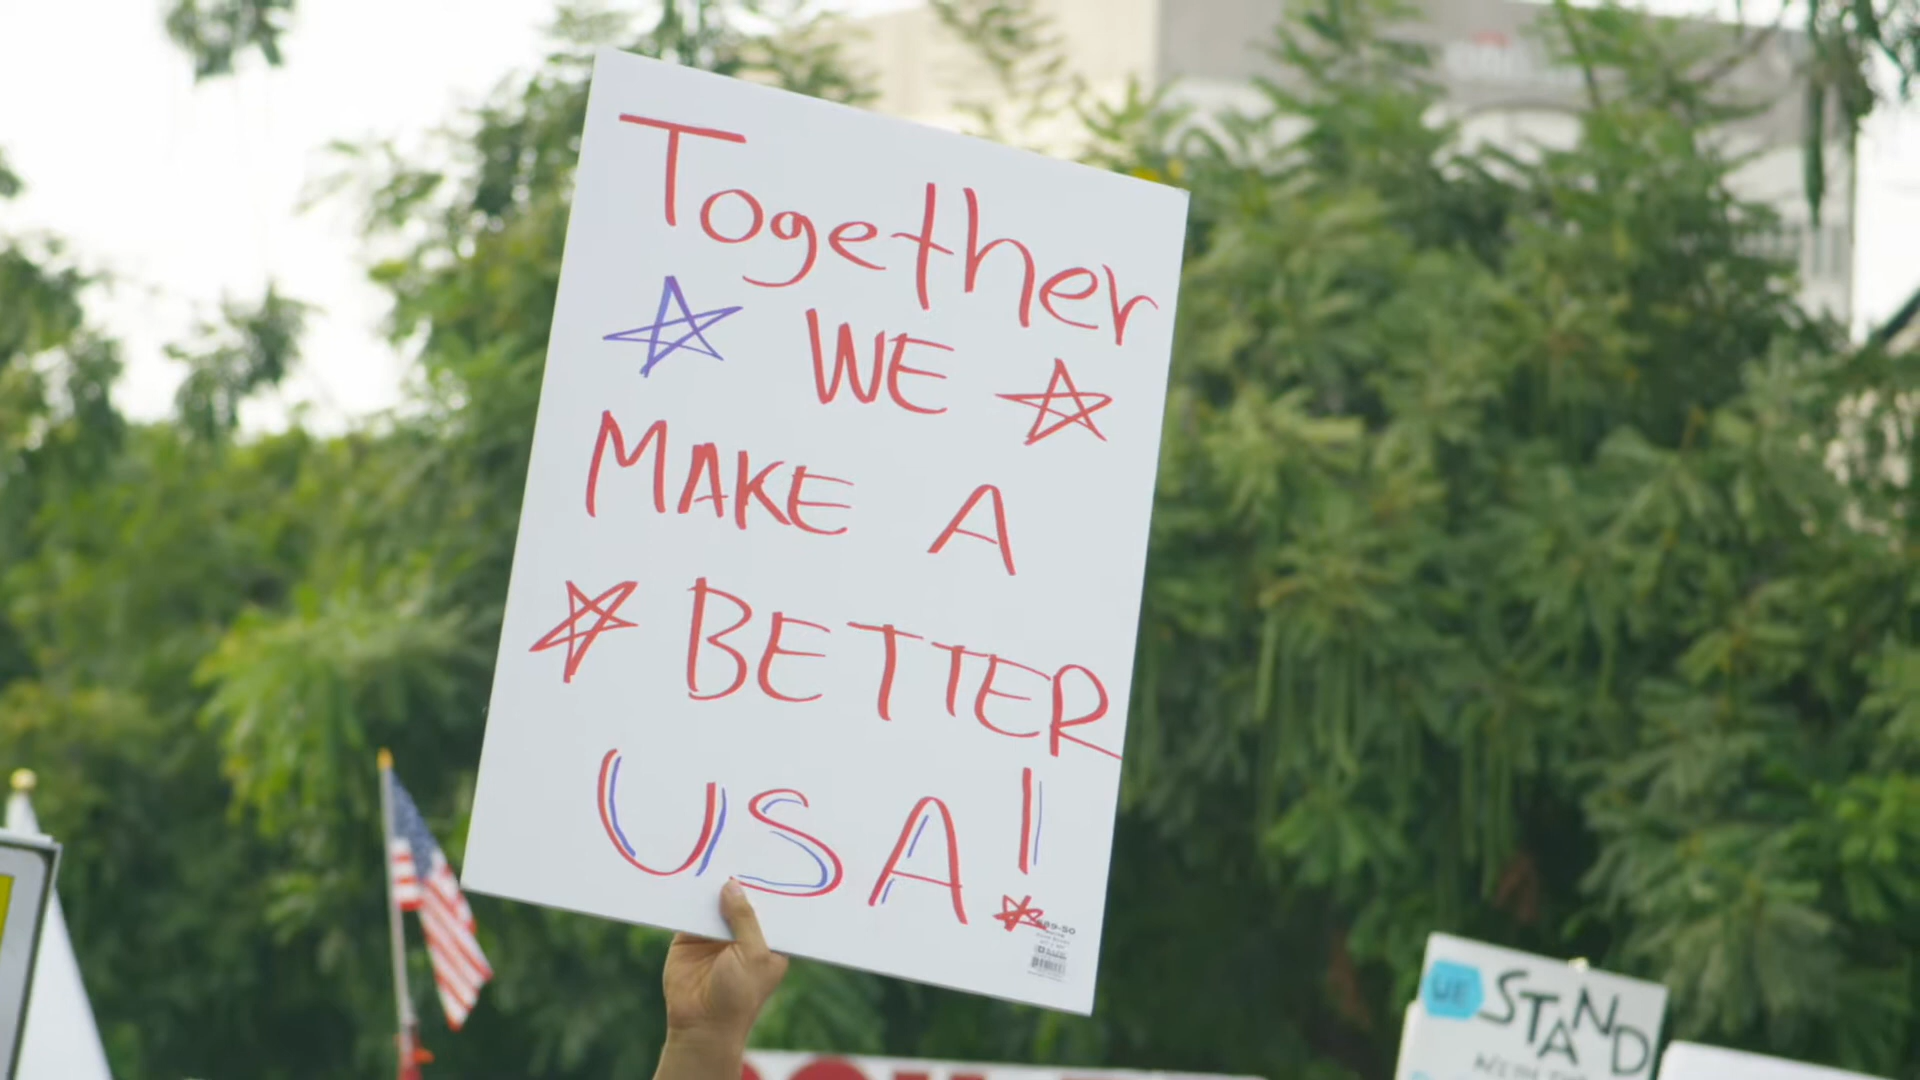 Together
WE
MAKE A
BETTER
USA!
WE STAND